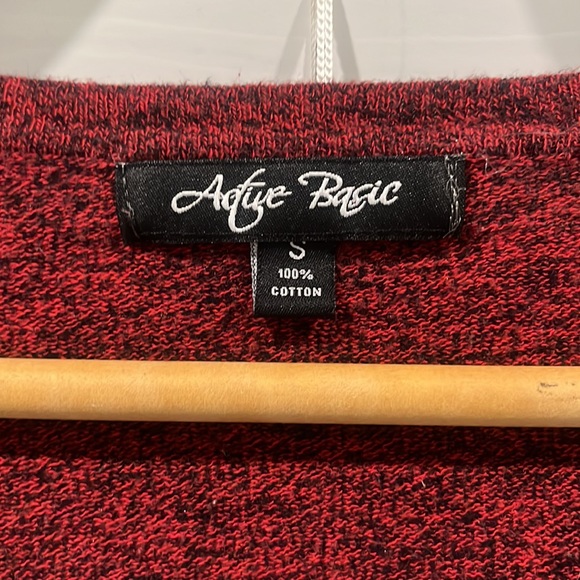 Active Basic
S
100%
COTTON